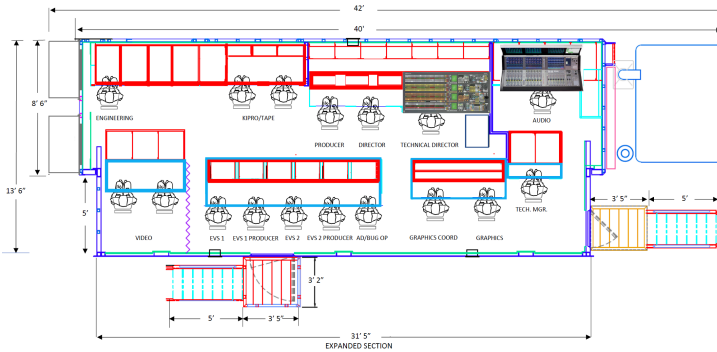 42'
40'
13' 6"
8' 6"
5'
ENGINEERING
KIPRO/TAPE
PRODUCER
DIRECTOR
TECHNICAL DIRECTOR
AUDIO
VIDEO
EVS 1
EVS 1 PRODUCER
EVS 2
EVS 2 PRODUCER
AD/BUG OP
GRAPHICS COORD
GRAPHICS
TECH. MGR.
3' 5"
5'
3' 2"
5'
3' 5"
31' 5"
EXPANDED SECTION